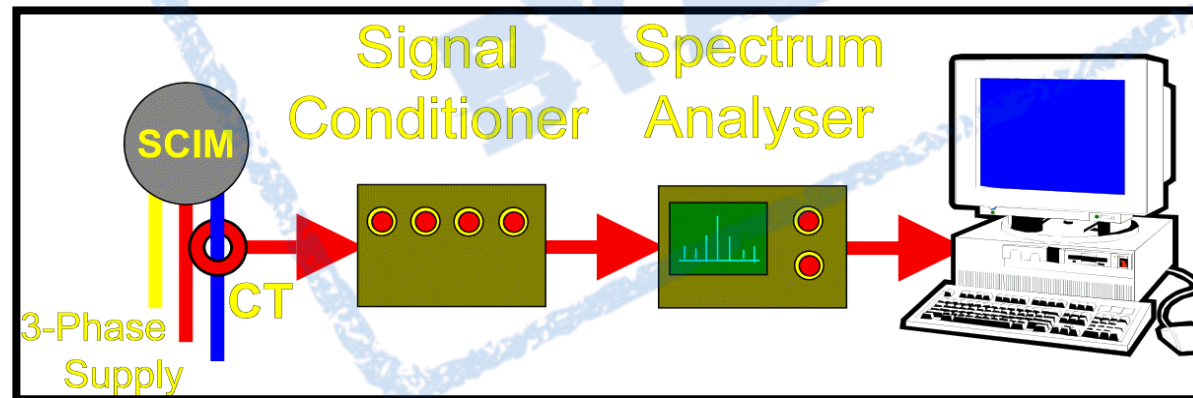 Signal
Conditioner
Spectrum
Analyser
SCIM
CT
3-Phase
Supply